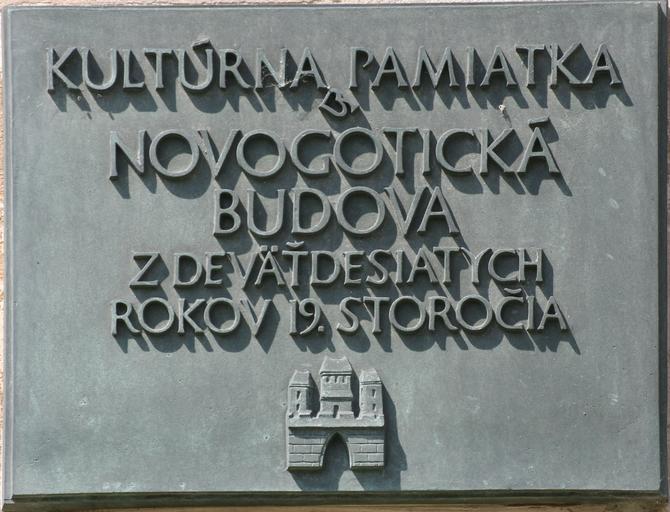 KULTÚRNA PAMIATKA
NOVOGOTICKÁ
BUDOVA
Z DEVÄŤDESIATYCH
ROKOV 19. STOROČIA